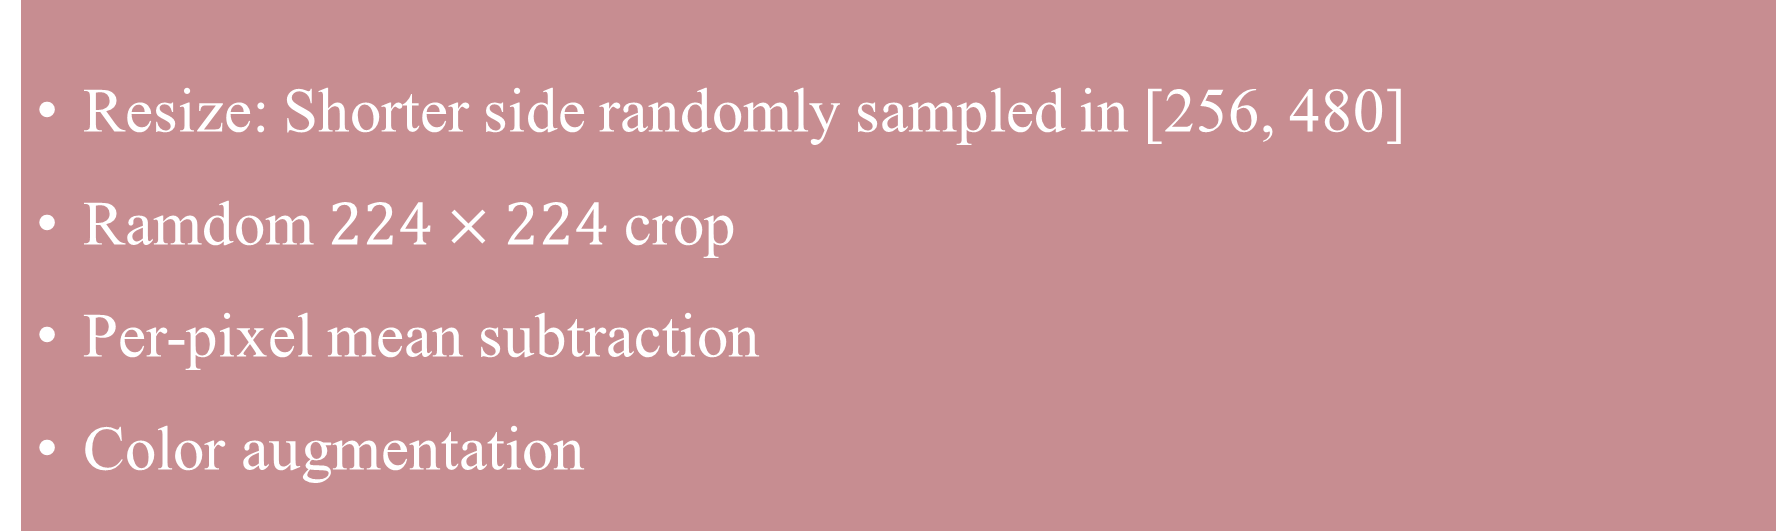 • Resize: Shorter side randomly sampled in [256, 480]
• Ramdom 224 × 224 crop
• Per-pixel mean subtraction
• Color augmentation